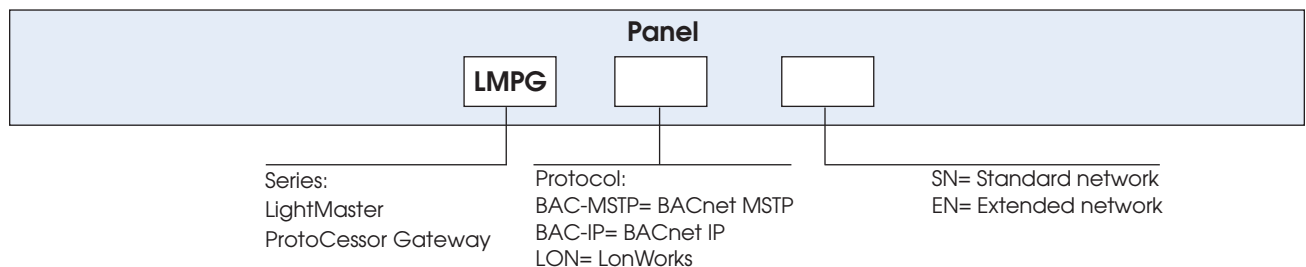 Panel
LMPG
Series:
LightMaster
ProtoCessor Gateway
Protocol:
BAC-MSTP= BACnet MSTP
BAC-IP= BACnet IP
LON= LonWorks
SN= Standard network
EN= Extended network